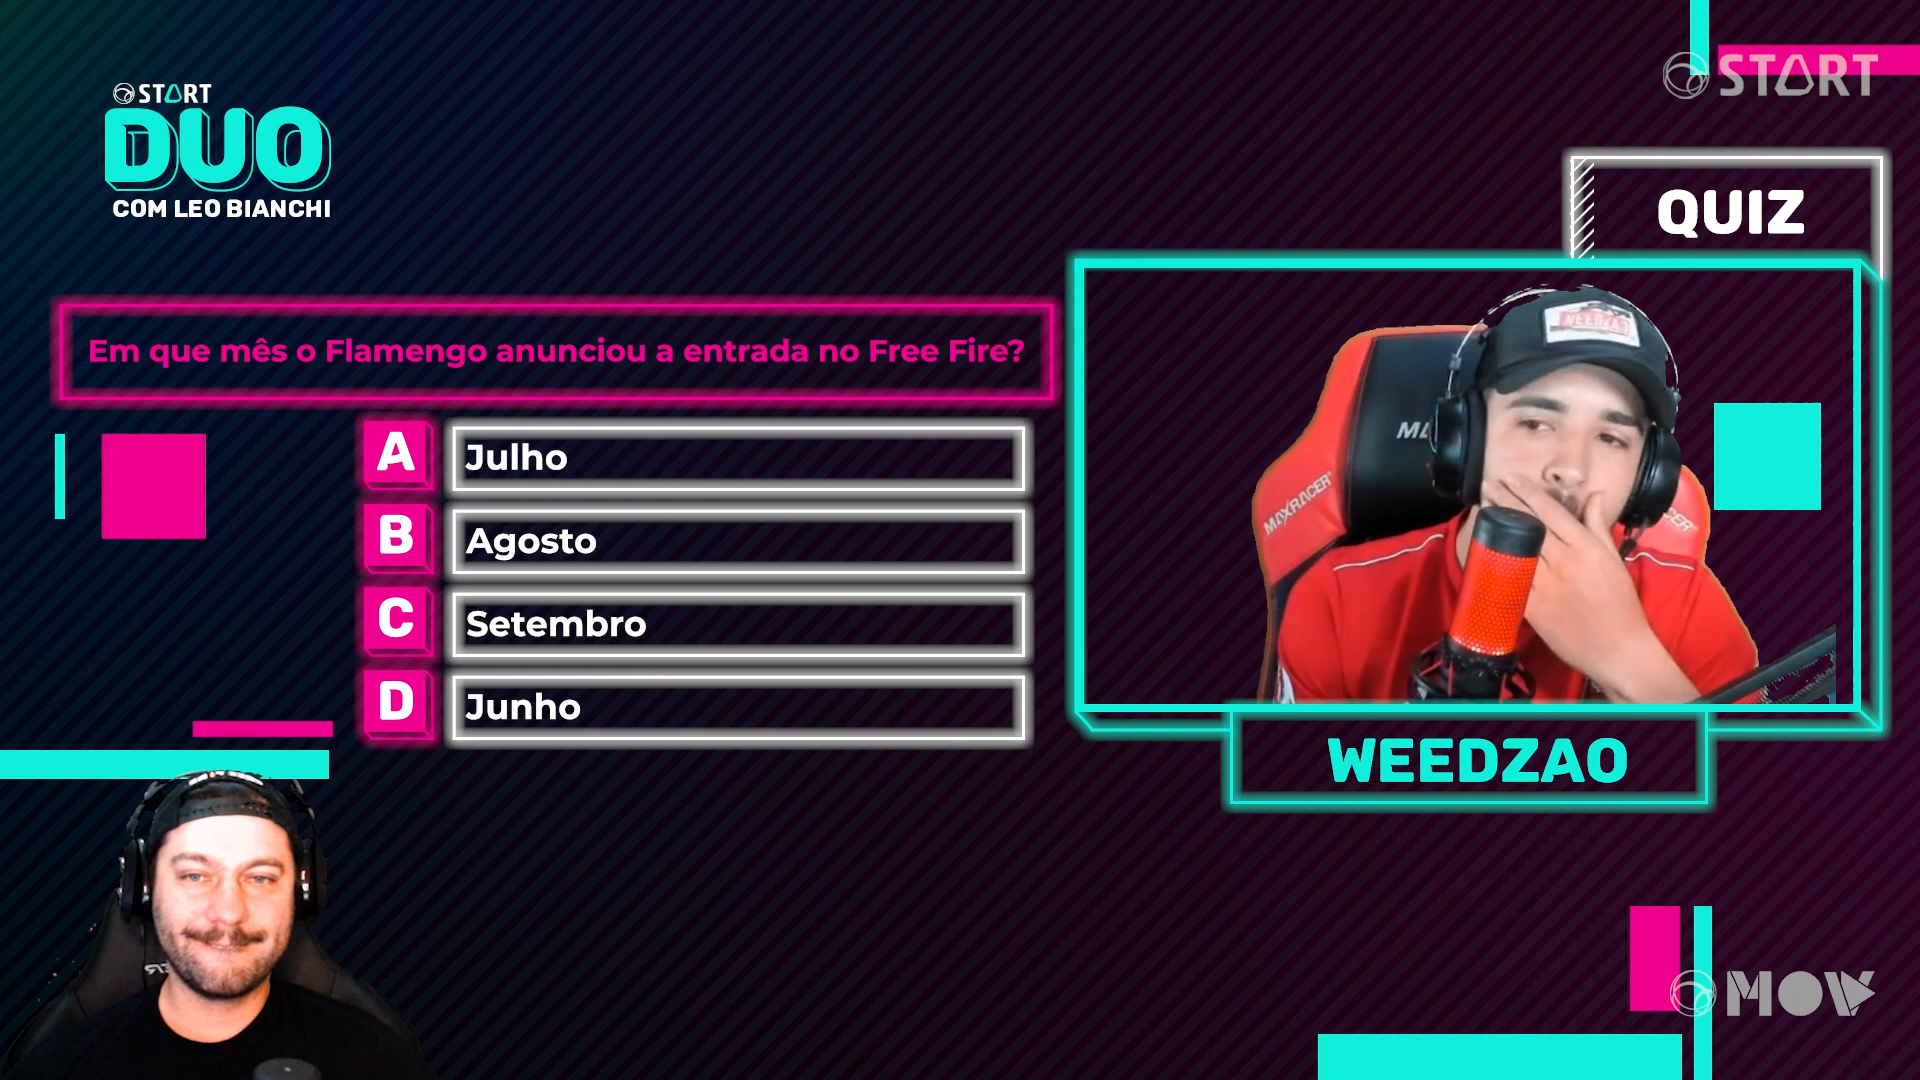 START
DUO
COM LEO BIANCHI
START
QUIZ
Em que mês o Flamengo anunciou a entrada no Free Fire?
A Julho
B Agosto
C Setembro
D Junho
WEEDZAO
MAXRACER
WEEDZAO
MOV